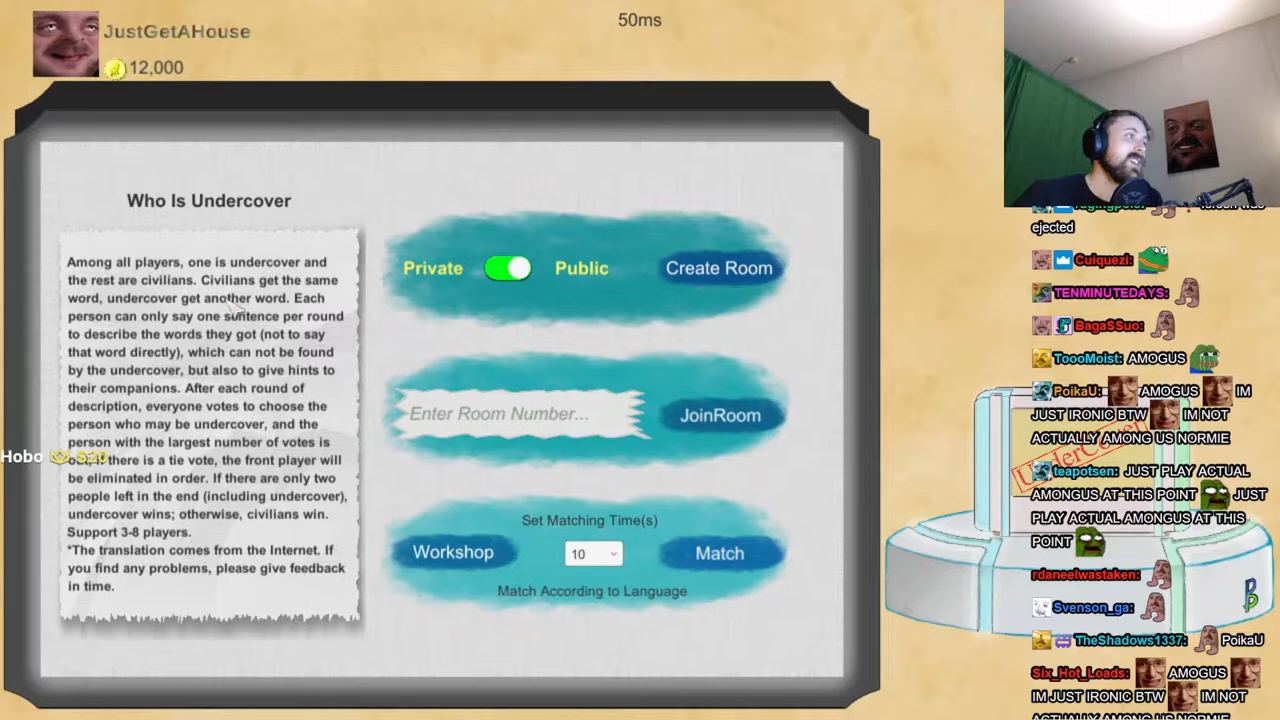 JustGetAHouse
12,000
50ms
Who Is Undercover
Among all players, one is undercover and
the rest are civilians. Civilians get the same
word, undercover get another word. Each
person can only say one sentence per round
to describe the words they got (not to say
that word directly), which can not be found
by the undercover, but also to give hints to
their companions. After each round of
description, everyone votes to choose the
person who may be undercover, and the
person with the largest number of votes is
there is a tie vote, the front player will
be eliminated in order. If there are only two
people left in the end (including undercover),
undercover wins; otherwise, civilians win.
Support 3-8 players.
*The translation comes from the Internet. If
you find any problems, please give feedback
in time.
Hobo $20
Private
Public
Create Room
Enter Room Number...
JoinRoom
Set Matching Time(s)
Workshop
10
Match
Match According to Language
UnderCover
was
ejected
Cuiquezi:
TENMINUTEDAYS:
BagaSSuo:
ToooMoist: AMOGUS
PoikaU: AMOGUS IM
JUST IRONIC BTW IM NOT
ACTUALLY AMONG US NORMIE
teapotsen: JUST PLAY ACTUAL
AMONGUS AT THIS POINT JUST
PLAY ACTUAL AMONGUS AT THIS
POINT
rdaneelwastaken:
Svenson_ga:
TheShadows1337: PoikaU
Six_Hot_Loads: AMOGUS
IM JUST IRONIC BTW IM NOT
ACTUALLY AMONG US NORMIE